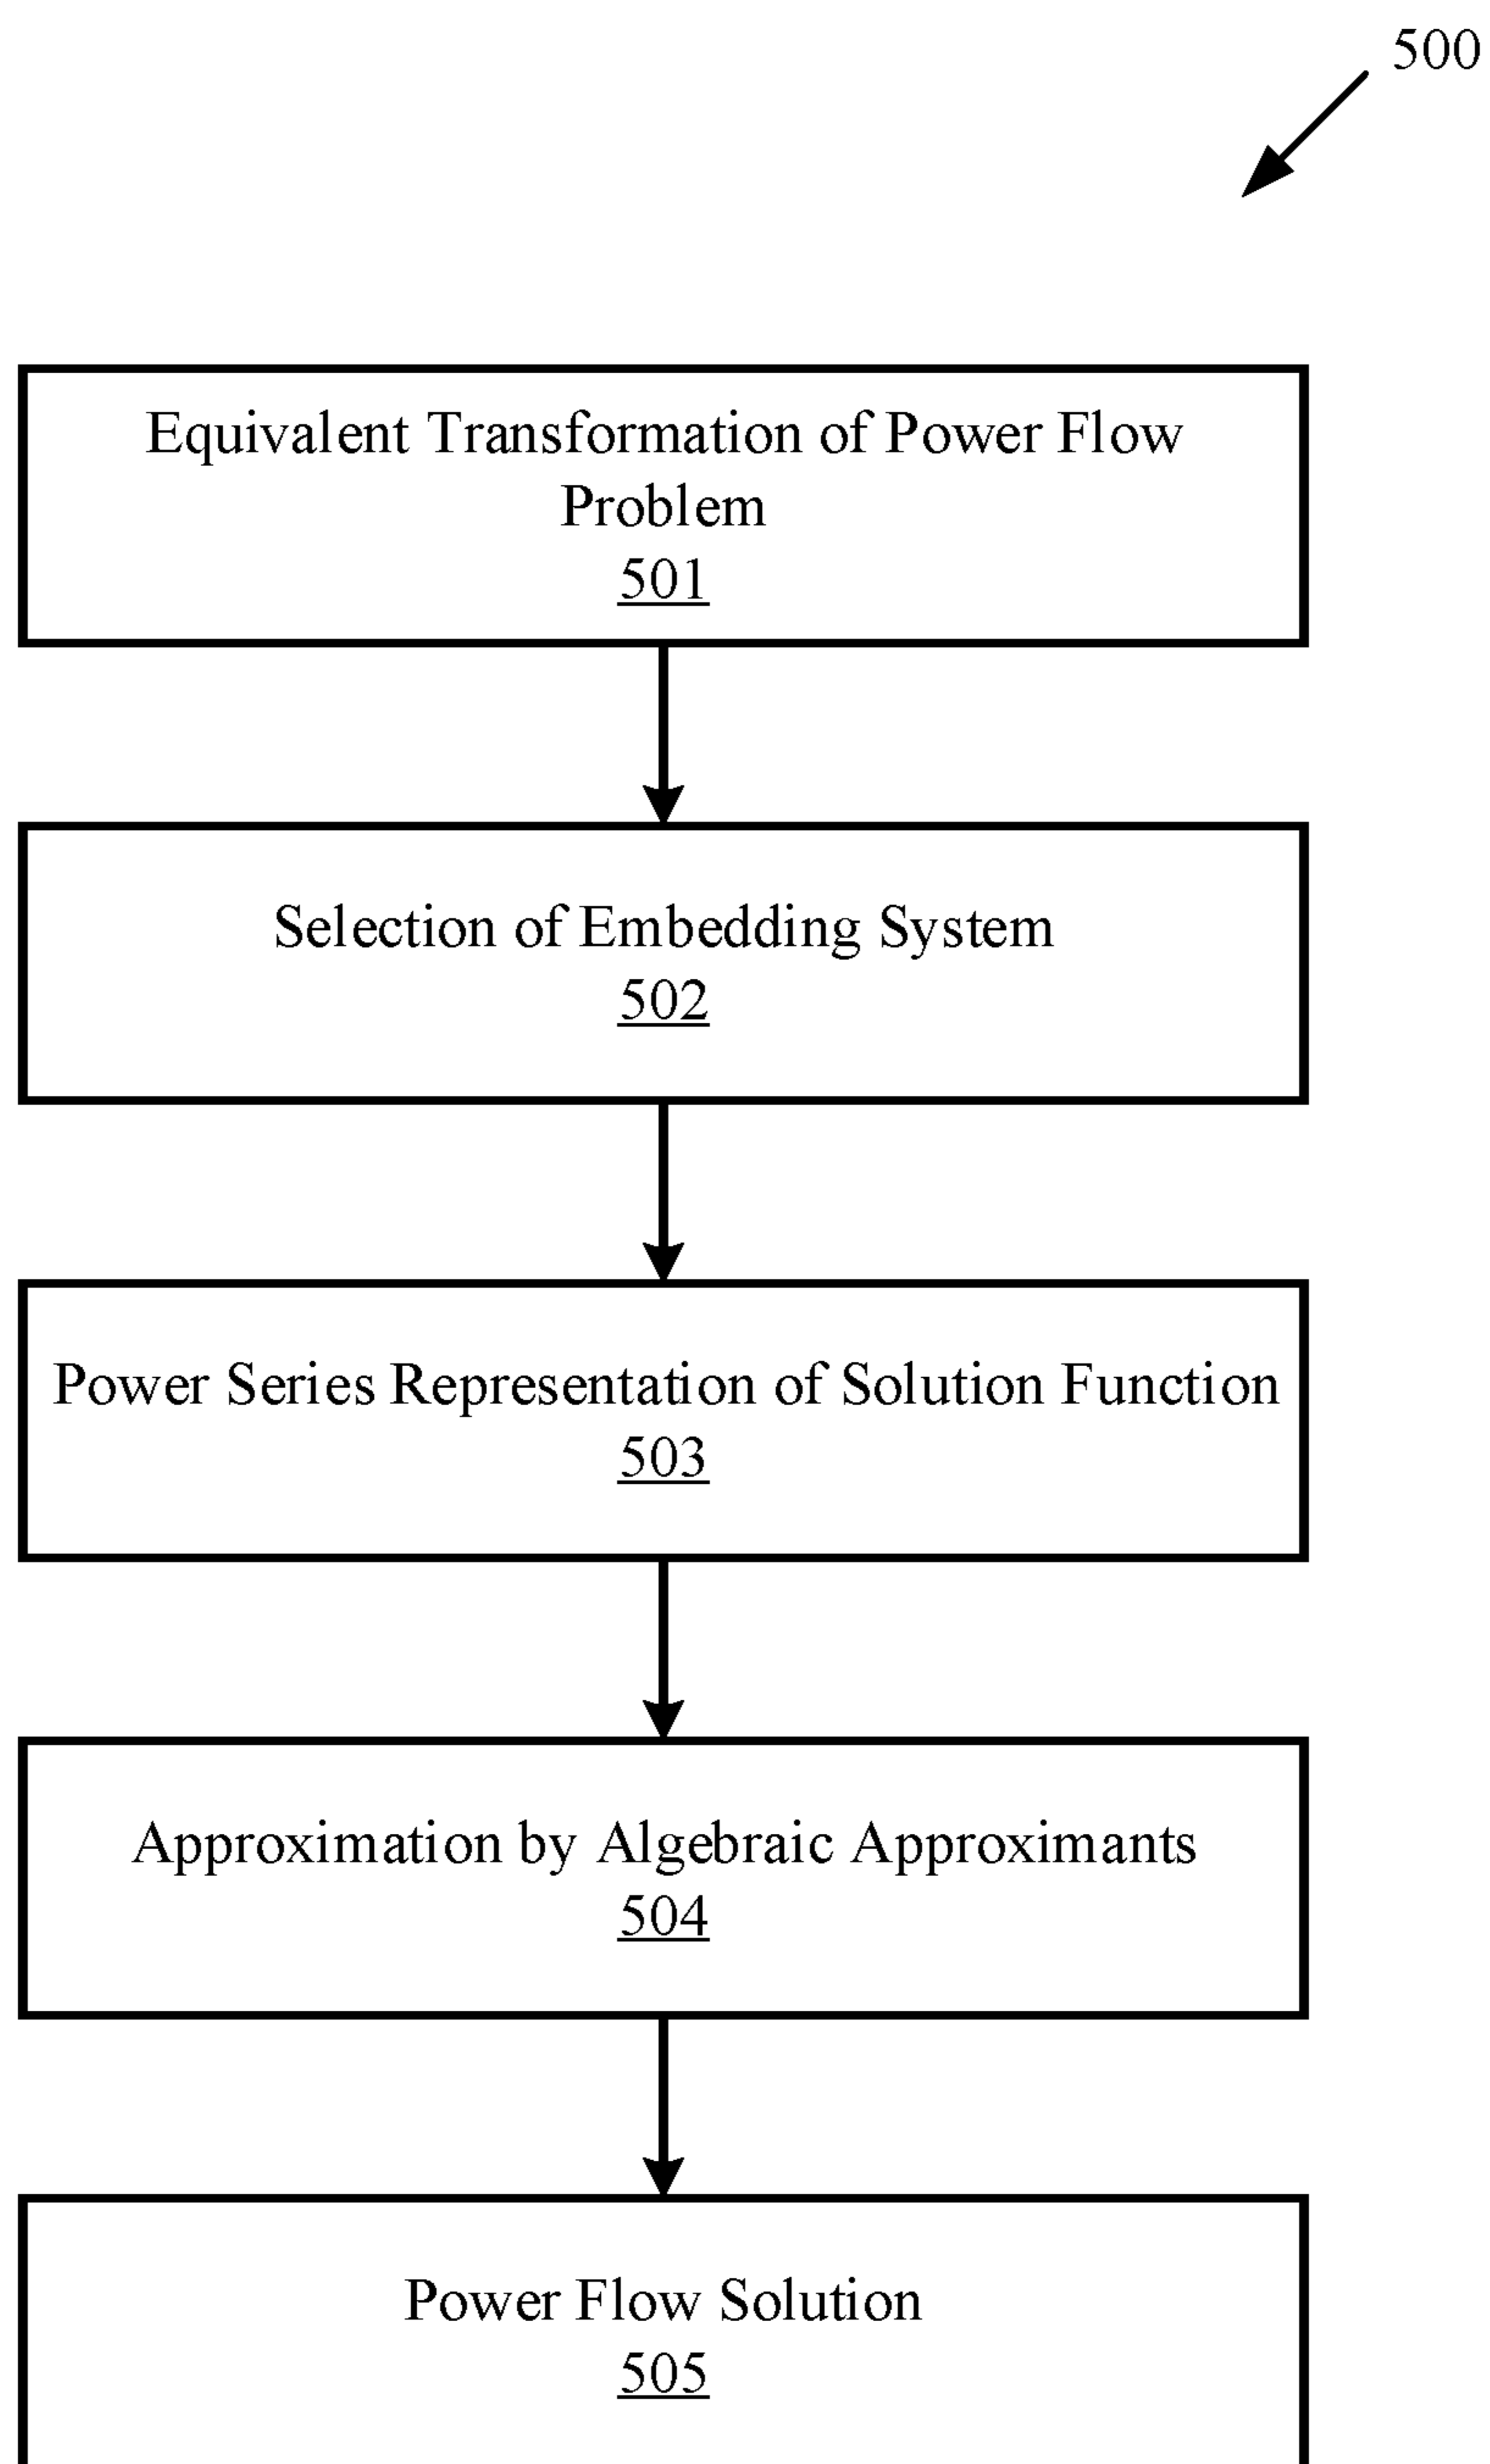 500
Equivalent Transformation of Power Flow
Problem
501
Selection of Embedding System
502
Power Series Representation of Solution Function
503
Approximation by Algebraic Approximants
504
Power Flow Solution
505